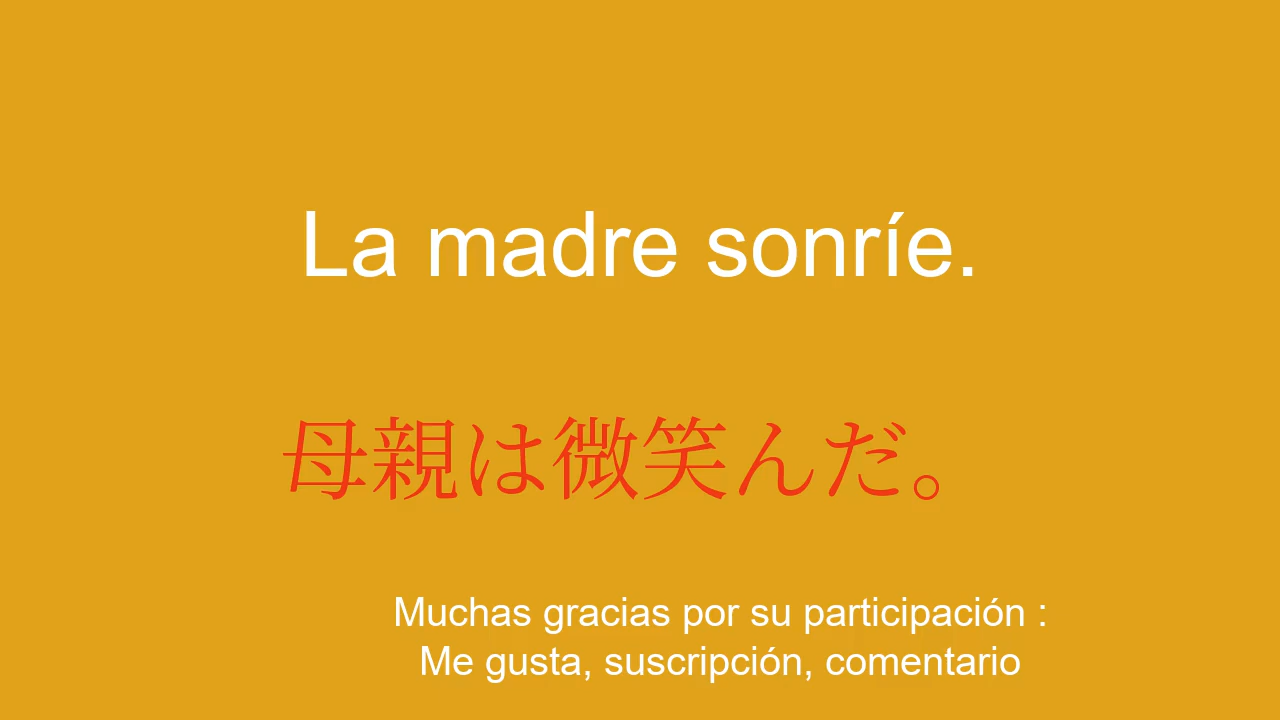 La madre sonríe.
母親は微笑んだ。
Muchas gracias por su participación :
Me gusta, suscripción, comentario